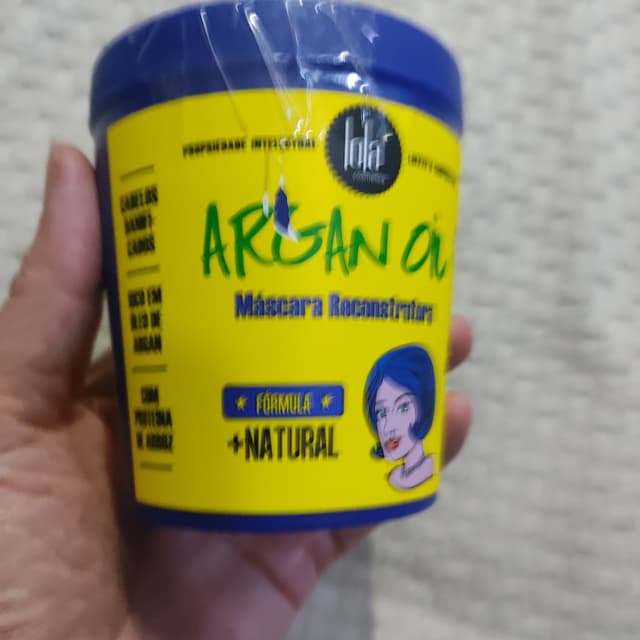 PROPRIEDADE INTELECTUAL
lola
cosmetics
CABELOS
DANIFI-
CADOS
ARGAN OIL
Máscara Reconstrutora
RICO EM
ÓLEO DE
ARGAN
★ FÓRMULA ★
+NATURAL
COM
PROTEÍNA
DE ARROZ